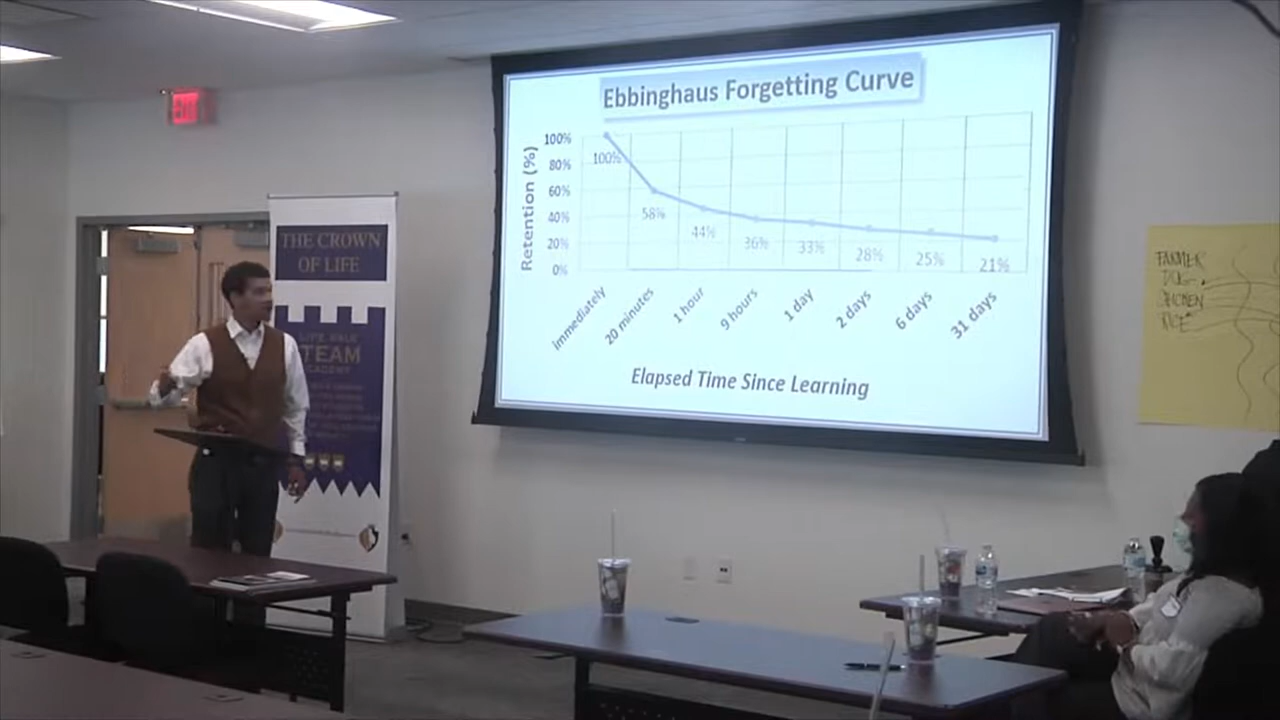 EXIT
THE CROWN
OF LIFE
TEAM
Ebbinghaus Forgetting Curve
Retention (%)
100%
80%
60%
40%
20%
0%
100%
58%
44%
36%
33%
28%
25%
21%
immediately
20 minutes
1 hour
9 hours
1 day
2 days
6 days
31 days
Elapsed Time Since Learning
FARMER
CHICKEN